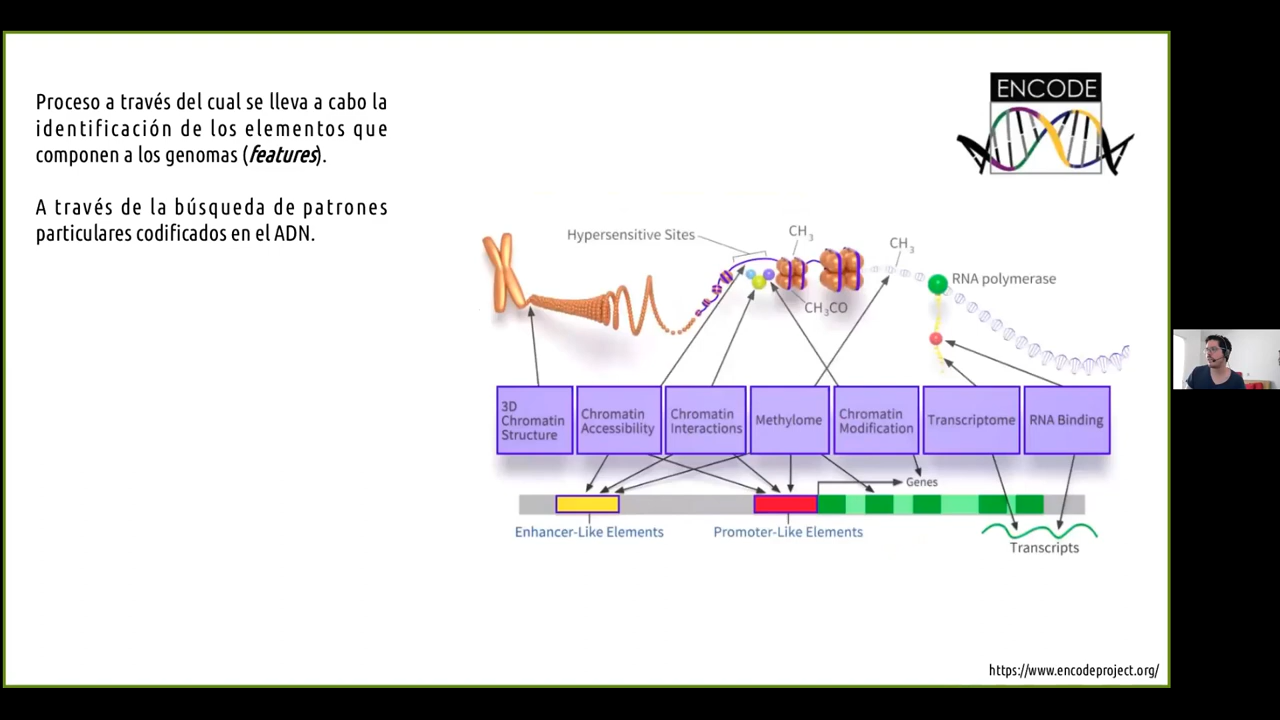 Proceso a través del cual se lleva a cabo la
identificación de los elementos que
componen a los genomas (features).
A través de la búsqueda de patrones
particulares codificados en el ADN.
ENCODE
Hypersensitive Sites
CH3
CH3
RNA polymerase
CH3CO
3D
Chromatin
Structure
Chromatin
Accessibility
Chromatin
Interactions
Methylome
Chromatin
Modification
Transcriptome
RNA Binding
Genes
Enhancer-Like Elements
Promoter-Like Elements
Transcripts
https://www.encodeproject.org/